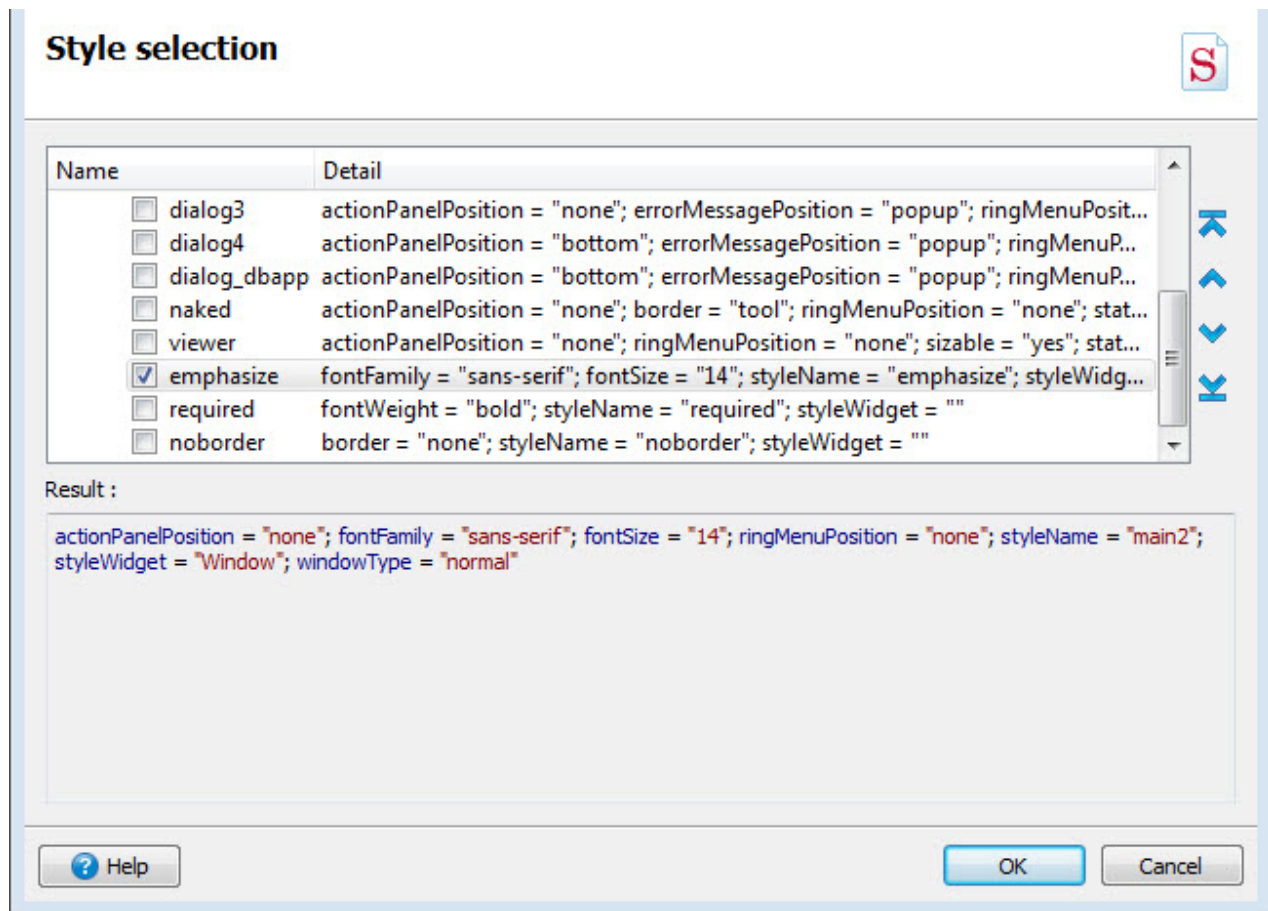 Style selection
S
Name Detail
dialog3 actionPanelPosition = "none"; errorMessagePosition = "popup"; ringMenuPosit...
dialog4 actionPanelPosition = "bottom"; errorMessagePosition = "popup"; ringMenuP...
dialog_dbapp actionPanelPosition = "bottom"; errorMessagePosition = "popup"; ringMenuP...
naked actionPanelPosition = "none"; border = "tool"; ringMenuPosition = "none"; stat...
viewer actionPanelPosition = "none"; ringMenuPosition = "none"; sizable = "yes"; stat...
emphasize fontFamily = "sans-serif"; fontSize = "14"; styleName = "emphasize"; styleWidg...
required fontWeight = "bold"; styleName = "required"; styleWidget = ""
noborder border = "none"; styleName = "noborder"; styleWidget = ""
Result :
actionPanelPosition = "none"; fontFamily = "sans-serif"; fontSize = "14"; ringMenuPosition = "none"; styleName = "main2";
styleWidget = "Window"; windowType = "normal"
? Help OK Cancel